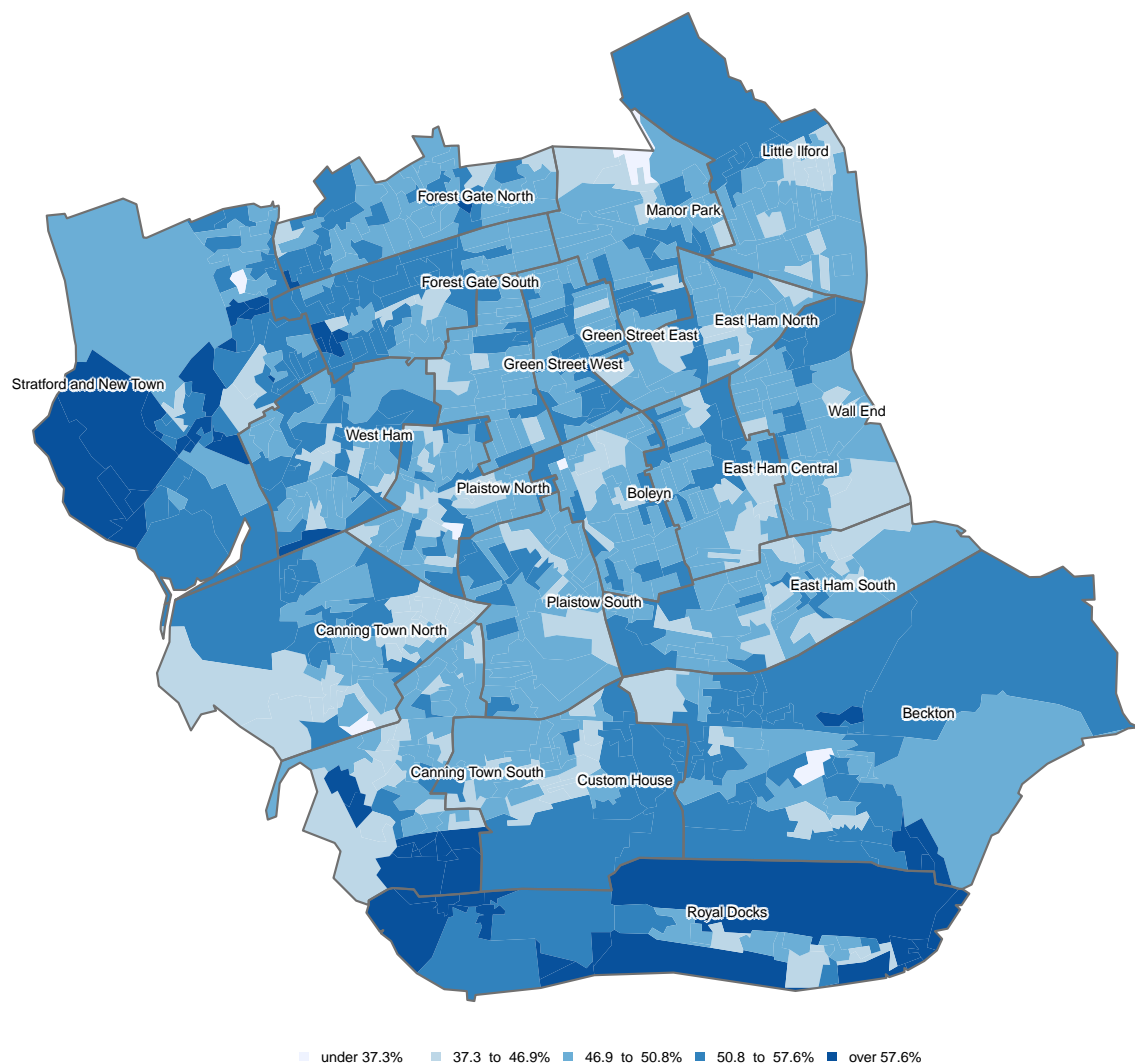 Little Ilford
Forest Gate North
Manor Park
Forest Gate South
East Ham North
Green Street East
Green Street West
Stratford and New Town
Wall End
West Ham
East Ham Central
Plaistow North
Boleyn
East Ham South
Plaistow South
Canning Town North
Beckton
Canning Town South
Custom House
Royal Docks
under 37.3% 37.3 to 46.9% 46.9 to 50.8% 50.8 to 57.6% over 57.6%